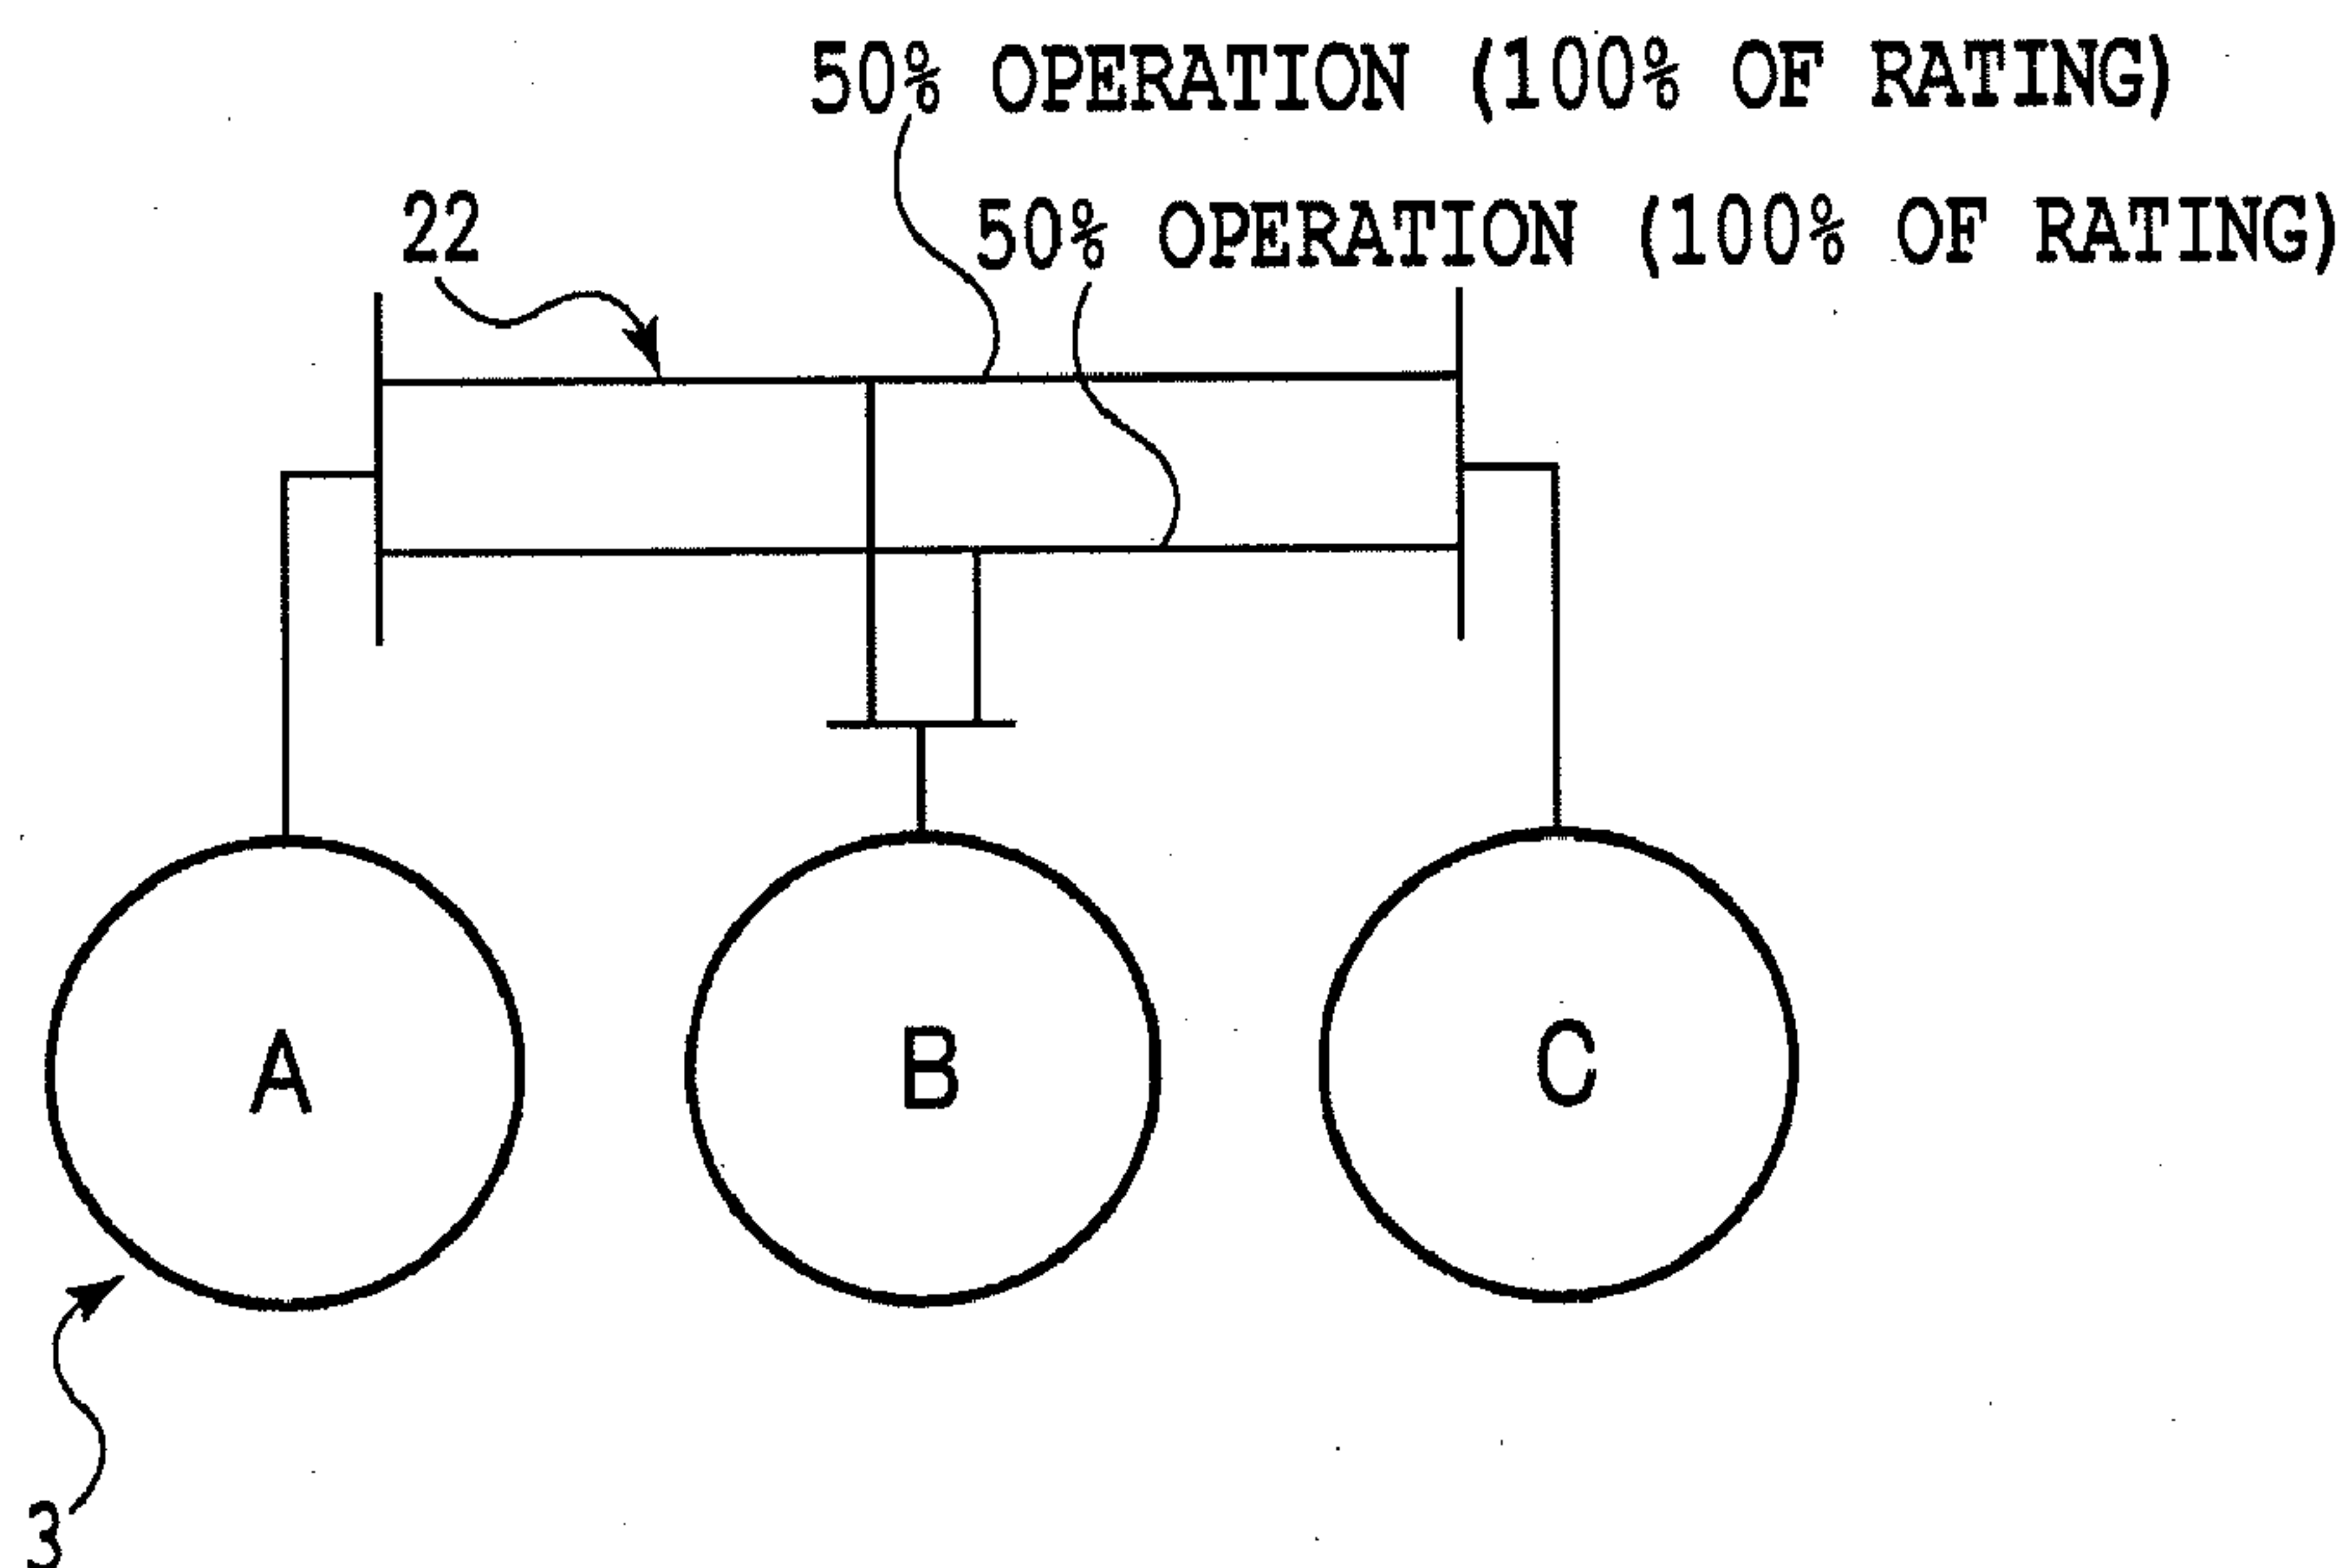 50% OPERATION (100% OF RATING)
22
50% OPERATION (100% OF RATING)
A
B
C
3